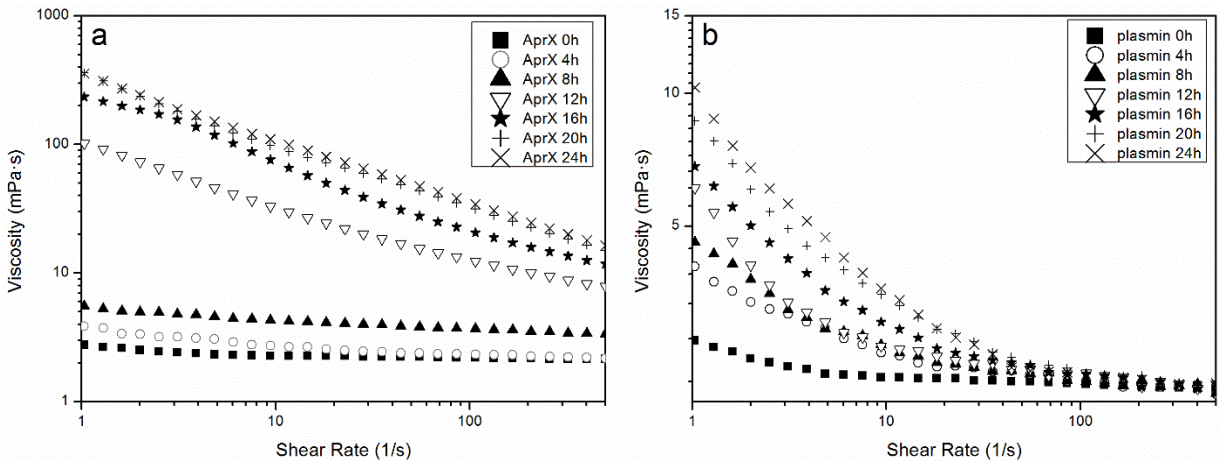 a
1000
100
10
1
Viscosity (mPa·s)
1
10
100
Shear Rate (1/s)
AprX 0h
AprX 4h
AprX 8h
AprX 12h
AprX 16h
AprX 20h
AprX 24h
b
15
10
5
Viscosity (mPa·s)
1
10
100
Shear Rate (1/s)
plasmin 0h
plasmin 4h
plasmin 8h
plasmin 12h
plasmin 16h
plasmin 20h
plasmin 24h